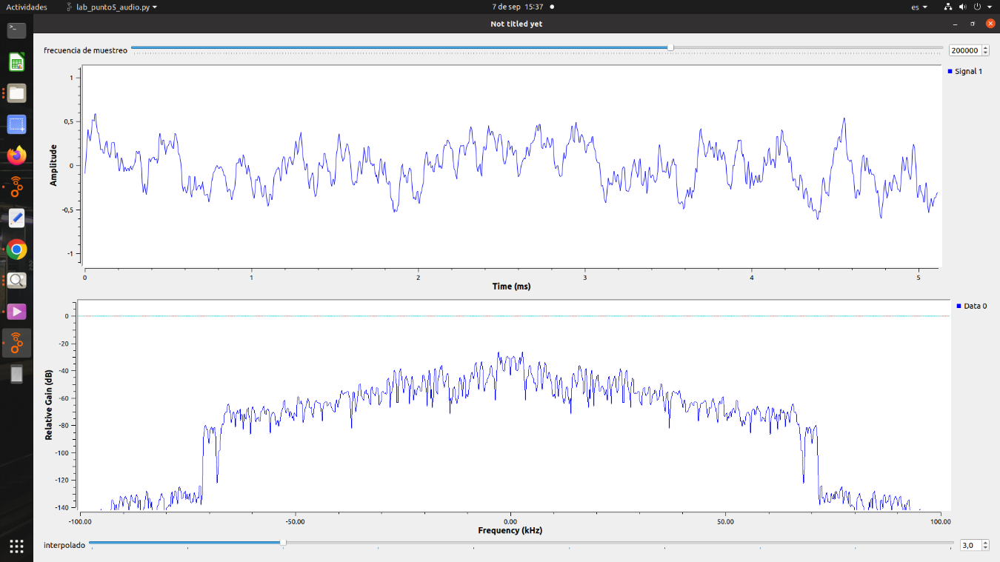 Actividades lab_punto5_audio.py 7 de sep 15:37 es
Not titled yet
frecuencia de muestreo 200000
Signal 1
1
0,5
0
-0,5
-1
Amplitude
0 1 2 3 4 5
Time (ms)
Data 0
0
-20
-40
-60
-80
-100
-120
-140
Relative Gain (dB)
-100.00 -50.00 0.00 50.00 100.00
Frequency (kHz)
interpolado 3,0